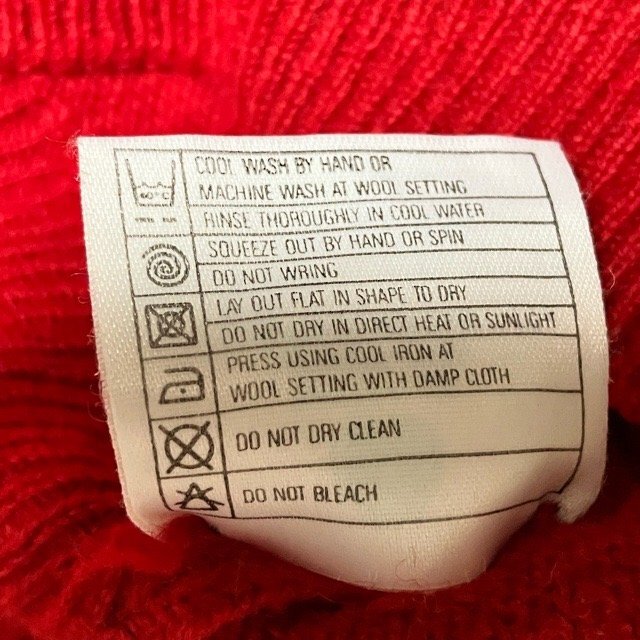 COOL WASH BY HAND OR
MACHINE WASH AT WOOL SETTING
40°C
RINSE THOROUGHLY IN COOL WATER
SQUEEZE OUT BY HAND OR SPIN
DO NOT WRING
LAY OUT FLAT IN SHAPE TO DRY
DO NOT DRY IN DIRECT HEAT OR SUNLIGHT
PRESS USING COOL IRON AT
WOOL SETTING WITH DAMP CLOTH
DO NOT DRY CLEAN
DO NOT BLEACH